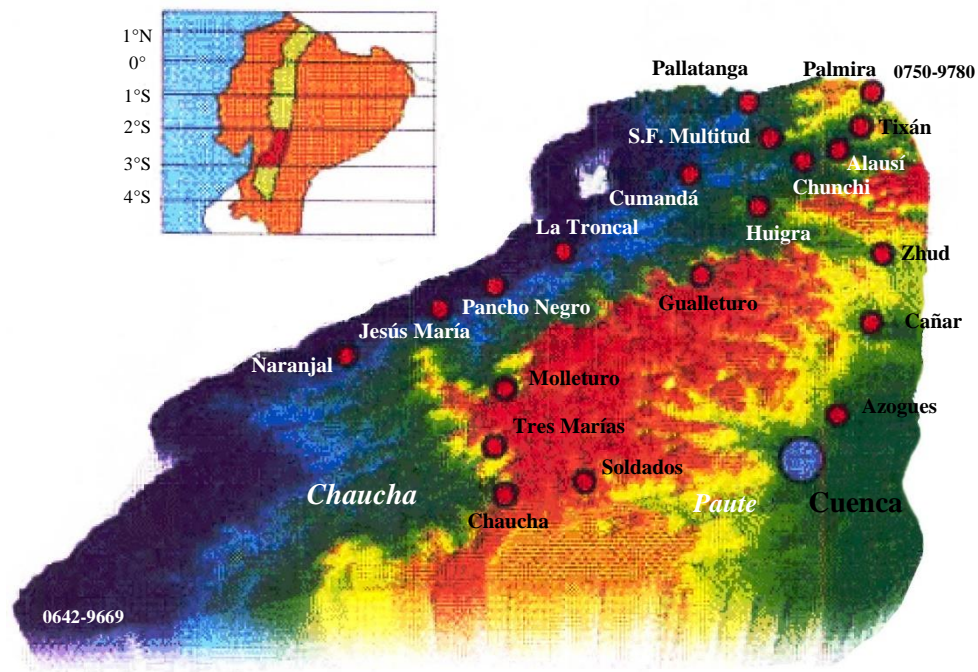 1°N
0°
1°S
2°S
3°S
4°S
Pallatanga
Palmira
0750-9780
S.F. Multitud
Tixán
Alausí
Chunchi
Cumandá
Huigra
La Troncal
Zhud
Gualleturo
Pancho Negro
Jesús María
Cañar
Ñaranjal
Molleturo
Azogues
Tres Marías
Soldados
Chaucha
Paute
Cuenca
Chaucha
0642-9669